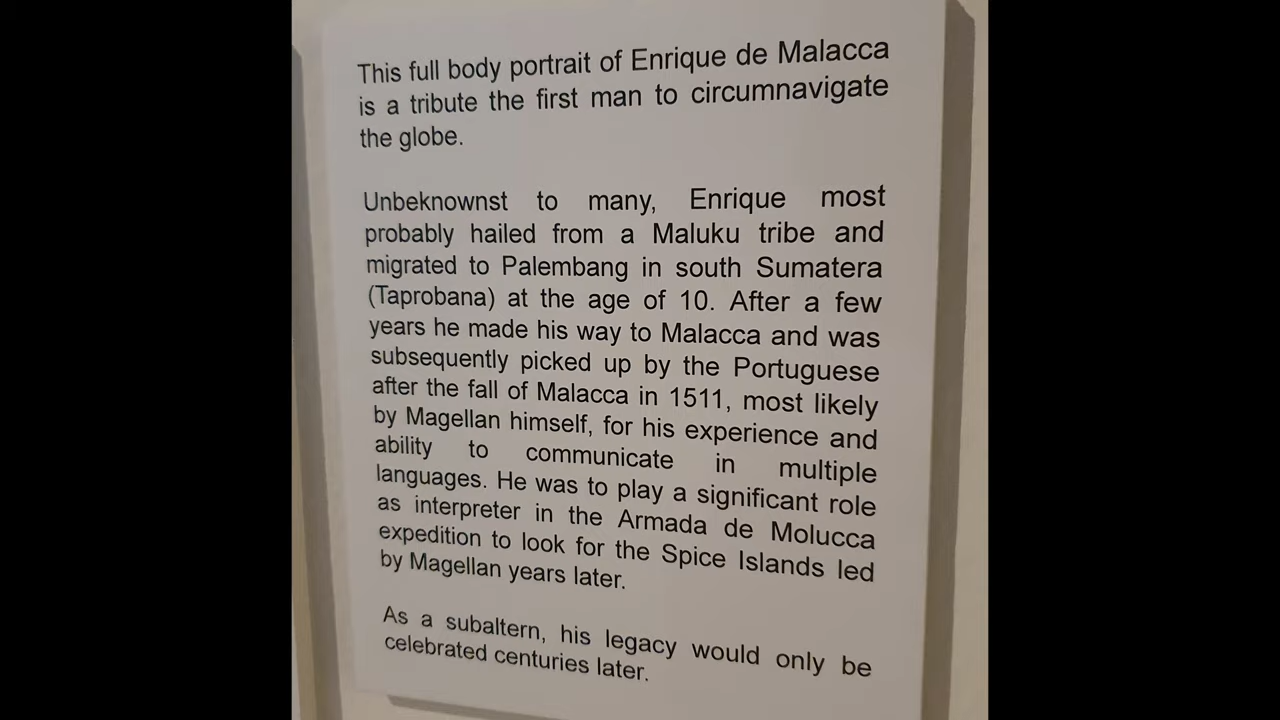 This full body portrait of Enrique de Malacca
is a tribute the first man to circumnavigate
the globe.
Unbeknownst to many, Enrique most
probably hailed from a Maluku tribe and
migrated to Palembang in south Sumatera
(Taprobana) at the age of 10. After a few
years he made his way to Malacca and was
subsequently picked up by the Portuguese
after the fall of Malacca in 1511, most likely
by Magellan himself, for his experience and
ability to communicate in multiple
languages. He was to play a significant role
as interpreter in the Armada de Molucca
expedition to look for the Spice Islands led
by Magellan years later.
As a subaltern, his legacy would only be
celebrated centuries later.